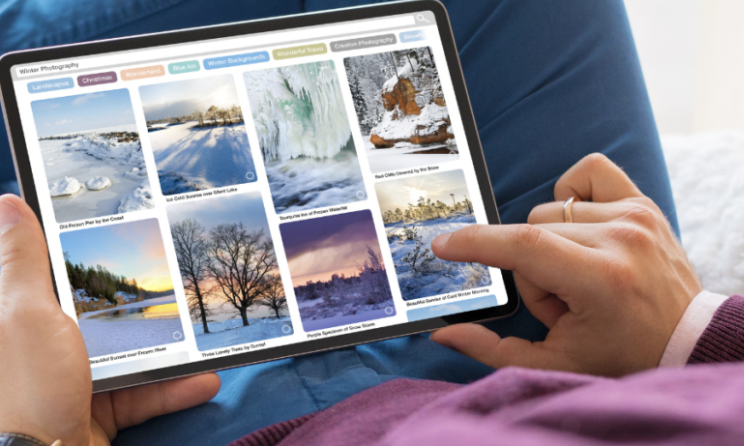 Winter Photography
Landscapes
Christmas
Wonderland
Blue Ice
Winter Backgrounds
Wonderful Travel
Creative Photography
Old Frozen Pier by the Coast
Ice Cold Sunrise over Silent Lake
Turquoise Ice of Frozen Waterfall
Red Cliffs Covered by the Snow
Beautiful Sunset over Frozen River
Three Lonely Trees by Sunset
Purple Spectrum of Snow Storm
Beautiful Sunrise of Cold Winter Morning